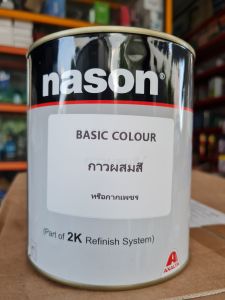 nason®
BASIC COLOUR
กาวผสมสี
หรือกากเพชร
(Part of 2K Refinish System)
AXALTA